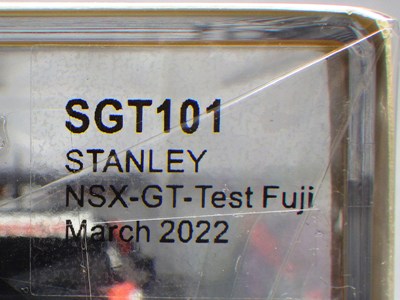 SGT101
STANLEY
NSX-GT-Test Fuji
March 2022